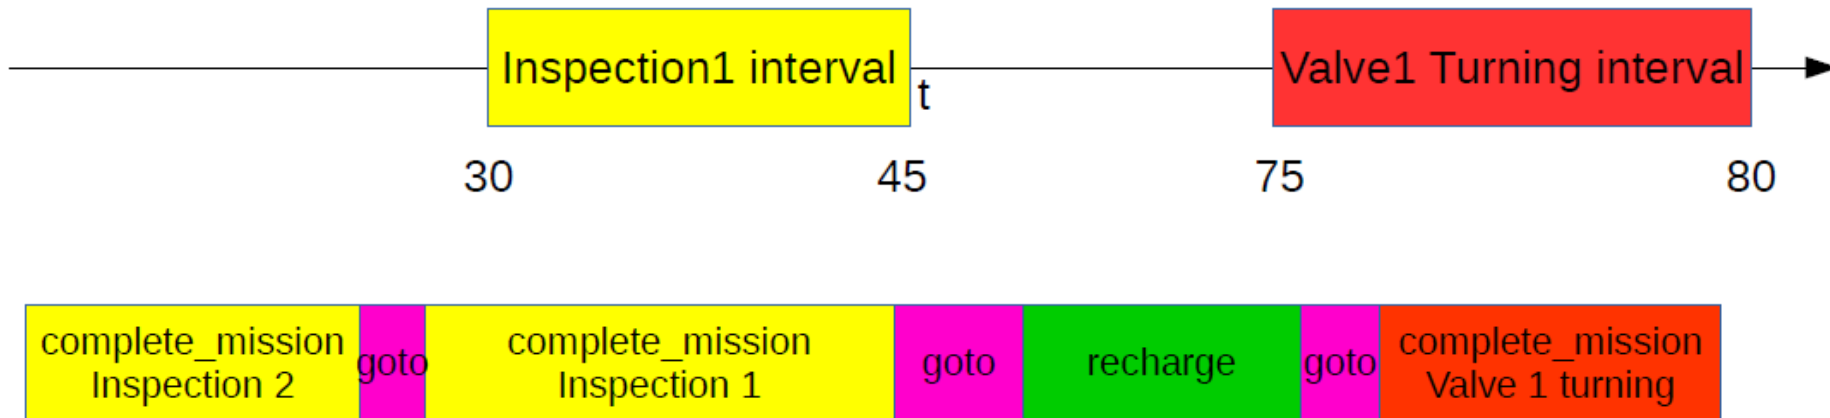 Inspection1 interval
t
Valve1 Turning interval
30
45
75
80
complete_mission
Inspection 2
goto
complete_mission
Inspection 1
goto
recharge
goto
complete_mission
Valve 1 turning